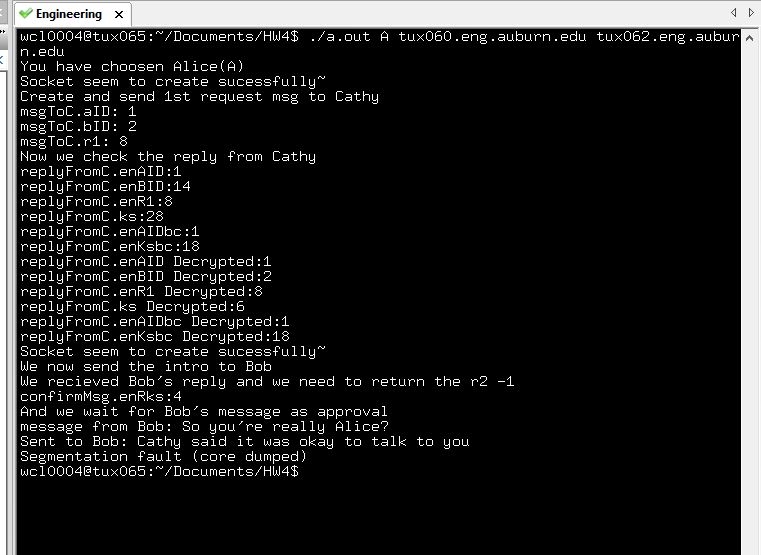 Engineering
wcl0004@tux065:~/Documents/HW4$ ./a.out A tux060.eng.auburn.edu tux062.eng.aubur
n.edu
You have choosen Alice(A)
Socket seem to create sucessfully~
Create and send 1st request msg to Cathy
msgToC.aID: 1
msgToC.bID: 2
msgToC.r1: 8
Now we check the reply from Cathy
replyFromC.enAID:1
replyFromC.enBID:14
replyFromC.enR1:8
replyFromC.ks:28
replyFromC.enAIDbc:1
replyFromC.enKsbc:18
replyFromC.enAID Decrypted:1
replyFromC.enBID Decrypted:2
replyFromC.enR1 Decrypted:8
replyFromC.ks Decrypted:6
replyFromC.enAIDbc Decrypted:1
replyFromC.enKsbc Decrypted:18
Socket seem to create sucessfully~
We now send the intro to Bob
We recieved Bob's reply and we need to return the r2 -1
confirmMsg.enRks:4
And we wait for Bob's message as approval
message from Bob: So you're really Alice?
Sent to Bob: Cathy said it was okay to talk to you
Segmentation fault (core dumped)
wcl0004@tux065:~/Documents/HW4$